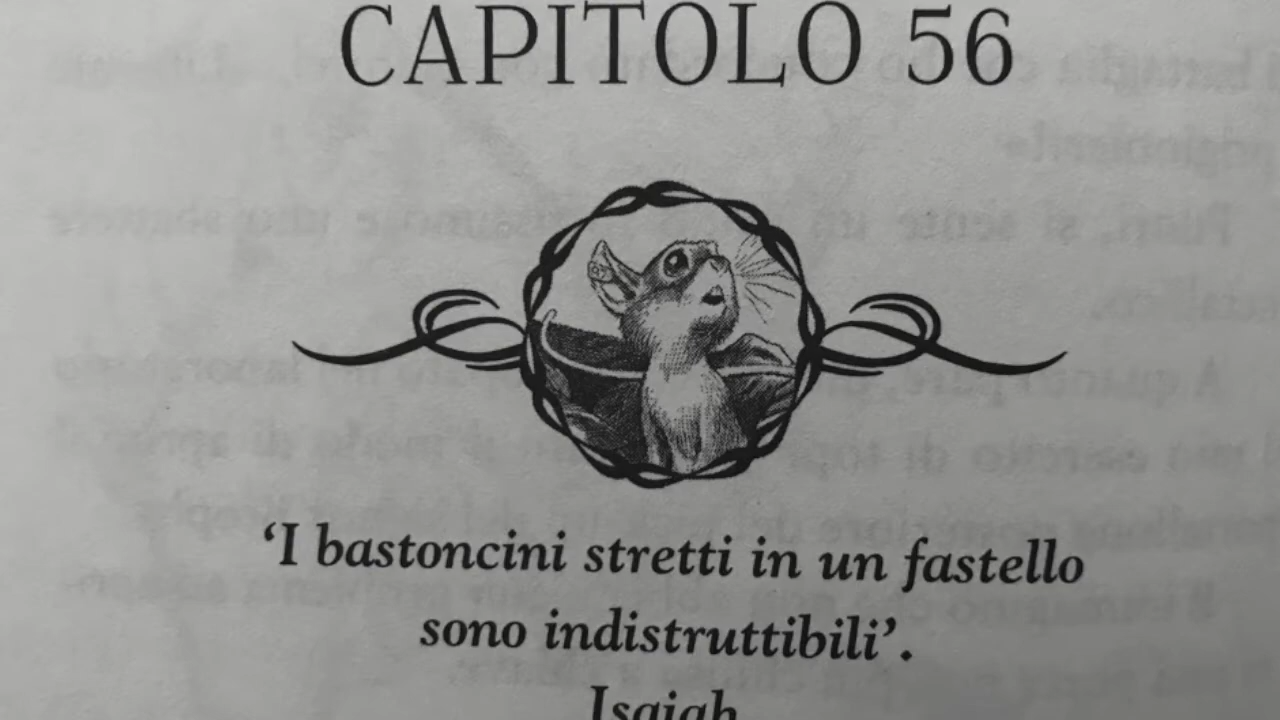 CAPITOLO 56
‘I bastoncini stretti in un fastello
sono indistruttibili’.
Isaiah